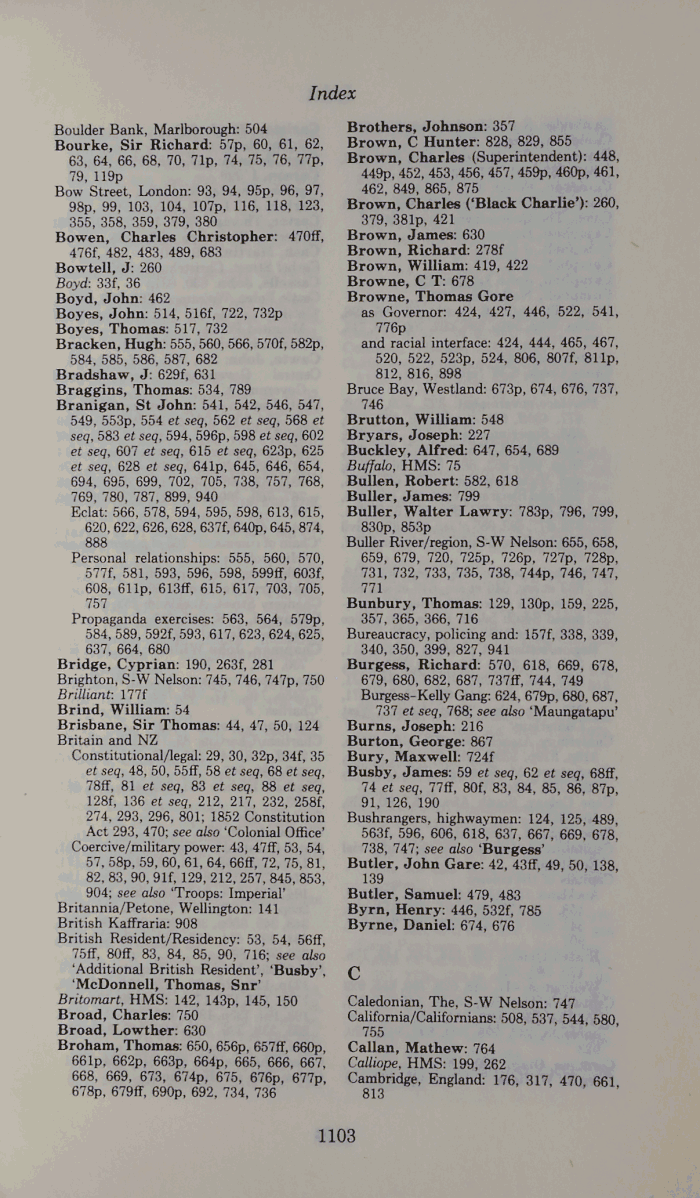 Index
Boulder Bank, Marlborough: 504
Bourke, Sir Richard: 57p, 60, 61, 62,
63, 64, 66, 68, 70, 71p, 74, 75, 76, 77p,
79, 119p
Bow Street, London: 93, 94, 95p, 96, 97,
98p, 99, 103, 104, 107p, 116, 118, 123,
355, 358, 359, 379, 380
Bowen, Charles Christopher: 470ff,
476f, 482, 483, 489, 683
Bowtell, J: 260
Boyd: 33f, 36
Boyd, John: 462
Boyes, John: 514, 516f, 722, 732p
Boyes, Thomas: 517, 732
Bracken, Hugh: 555, 560, 566, 570f, 582p,
584, 585, 586, 587, 682
Bradshaw, J: 629f, 631
Braggins, Thomas: 534, 789
Branigan, St John: 541, 542, 546, 547,
549, 553p, 554 et seq, 562 et seq, 568 et
seq, 583 et seq, 594, 596p, 598 et seq, 602
et seq, 607 et seq, 615 et seq, 623p, 625
et seq, 628 et seq, 641p, 645, 646, 654,
694, 695, 699, 702, 705, 738, 757, 768,
769, 780, 787, 899, 940
Eclat: 566, 578, 594, 595, 598, 613, 615,
620, 622, 626, 628, 637f, 640p, 645, 874,
888
Personal relationships: 555, 560, 570,
577f, 581, 593, 596, 598, 599ff, 603f,
608, 611p, 613ff, 615, 617, 703, 705,
757
Propaganda exercises: 563, 564, 579p,
584, 589, 592f, 593, 617, 623, 624, 625,
637, 664, 680
Bridge, Cyprian: 190, 263f, 281
Brighton, S-W Nelson: 745, 746, 747p, 750
Brilliant: 177f
Brind, William: 54
Brisbane, Sir Thomas: 44, 47, 50, 124
Britain and NZ
Constitutional/legal: 29, 30, 32p, 34f, 35
et seq, 48, 50, 55ff, 58 et seq, 68 et seq,
78ff, 81 et seq, 83 et seq, 88 et seq,
128f, 136 et seq, 212, 217, 232, 258f,
274, 293, 296, 801; 1852 Constitution
Act 293, 470; see also 'Colonial Office'
Coercive/military power: 43, 47ff, 53, 54,
57, 58p, 59, 60, 61, 64, 66ff, 72, 75, 81,
82, 83, 90, 91f, 129, 212, 257, 845, 853,
904; see also 'Troops: Imperial'
Britannia/Petone, Wellington: 141
British Kaffraria: 908
British Resident/Residency: 53, 54, 56ff,
75ff, 80ff, 83, 84, 85, 90, 716; see also
'Additional British Resident', 'Busby',
'McDonnell, Thomas, Snr'
Britomart, HMS: 142, 143p, 145, 150
Broad, Charles: 750
Broad, Lowther: 630
Broham, Thomas: 650, 656p, 657ff, 660p,
661p, 662p, 663p, 664p, 665, 666, 667,
668, 669, 673, 674p, 675, 676p, 677p,
678p, 679ff, 690p, 692, 734, 736
Brothers, Johnson: 357
Brown, C Hunter: 828, 829, 855
Brown, Charles (Superintendent): 448,
449p, 452, 453, 456, 457, 459p, 460p, 461,
462, 849, 865, 875
Brown, Charles ('Black Charlie'): 260,
379, 381p, 421
Brown, James: 630
Brown, Richard: 278f
Brown, William: 419, 422
Browne, C T: 678
Browne, Thomas Gore
as Governor: 424, 427, 446, 522, 541,
776p
and racial interface: 424, 444, 465, 467,
520, 522, 523p, 524, 806, 807f, 811p,
812, 816, 898
Bruce Bay, Westland: 673p, 674, 676, 737,
746
Brutton, William: 548
Bryars, Joseph: 227
Buckley, Alfred: 647, 654, 689
Buffalo, HMS: 75
Bullen, Robert: 582, 618
Buller, James: 799
Buller, Walter Lawry: 783p, 796, 799,
830p, 853p
Buller River/region, S-W Nelson: 655, 658,
659, 679, 720, 725p, 726p, 727p, 728p,
731, 732, 733, 735, 738, 744p, 746, 747,
771
Bunbury, Thomas: 129, 130p, 159, 225,
357, 365, 366, 716
Bureaucracy, policing and: 157f, 338, 339,
340, 350, 399, 827, 941
Burgess, Richard: 570, 618, 669, 678,
679, 680, 682, 687, 737ff, 744, 749
Burgess-Kelly Gang: 624, 679p, 680, 687,
737 et seq, 768; see also 'Maungatapu'
Burns, Joseph: 216
Burton, George: 867
Bury, Maxwell: 724f
Busby, James: 59 et seq, 62 et seq, 68ff,
74 et seq, 77ff, 80f, 83, 84, 85, 86, 87p,
91, 126, 190
Bushrangers, highwaymen: 124, 125, 489,
563f, 596, 606, 618, 637, 667, 669, 678,
738, 747; see also 'Burgess'
Butler, John Gare: 42, 43ff, 49, 50, 138,
139
Butler, Samuel: 479, 483
Byrn, Henry: 446, 532f, 785
Byrne, Daniel: 674, 676
C
Caledonian, The, S-W Nelson: 747
California/Californians: 508, 537, 544, 580,
755
Callan, Mathew: 764
Calliope, HMS: 199, 262
Cambridge, England: 176, 317, 470, 661,
813
1103